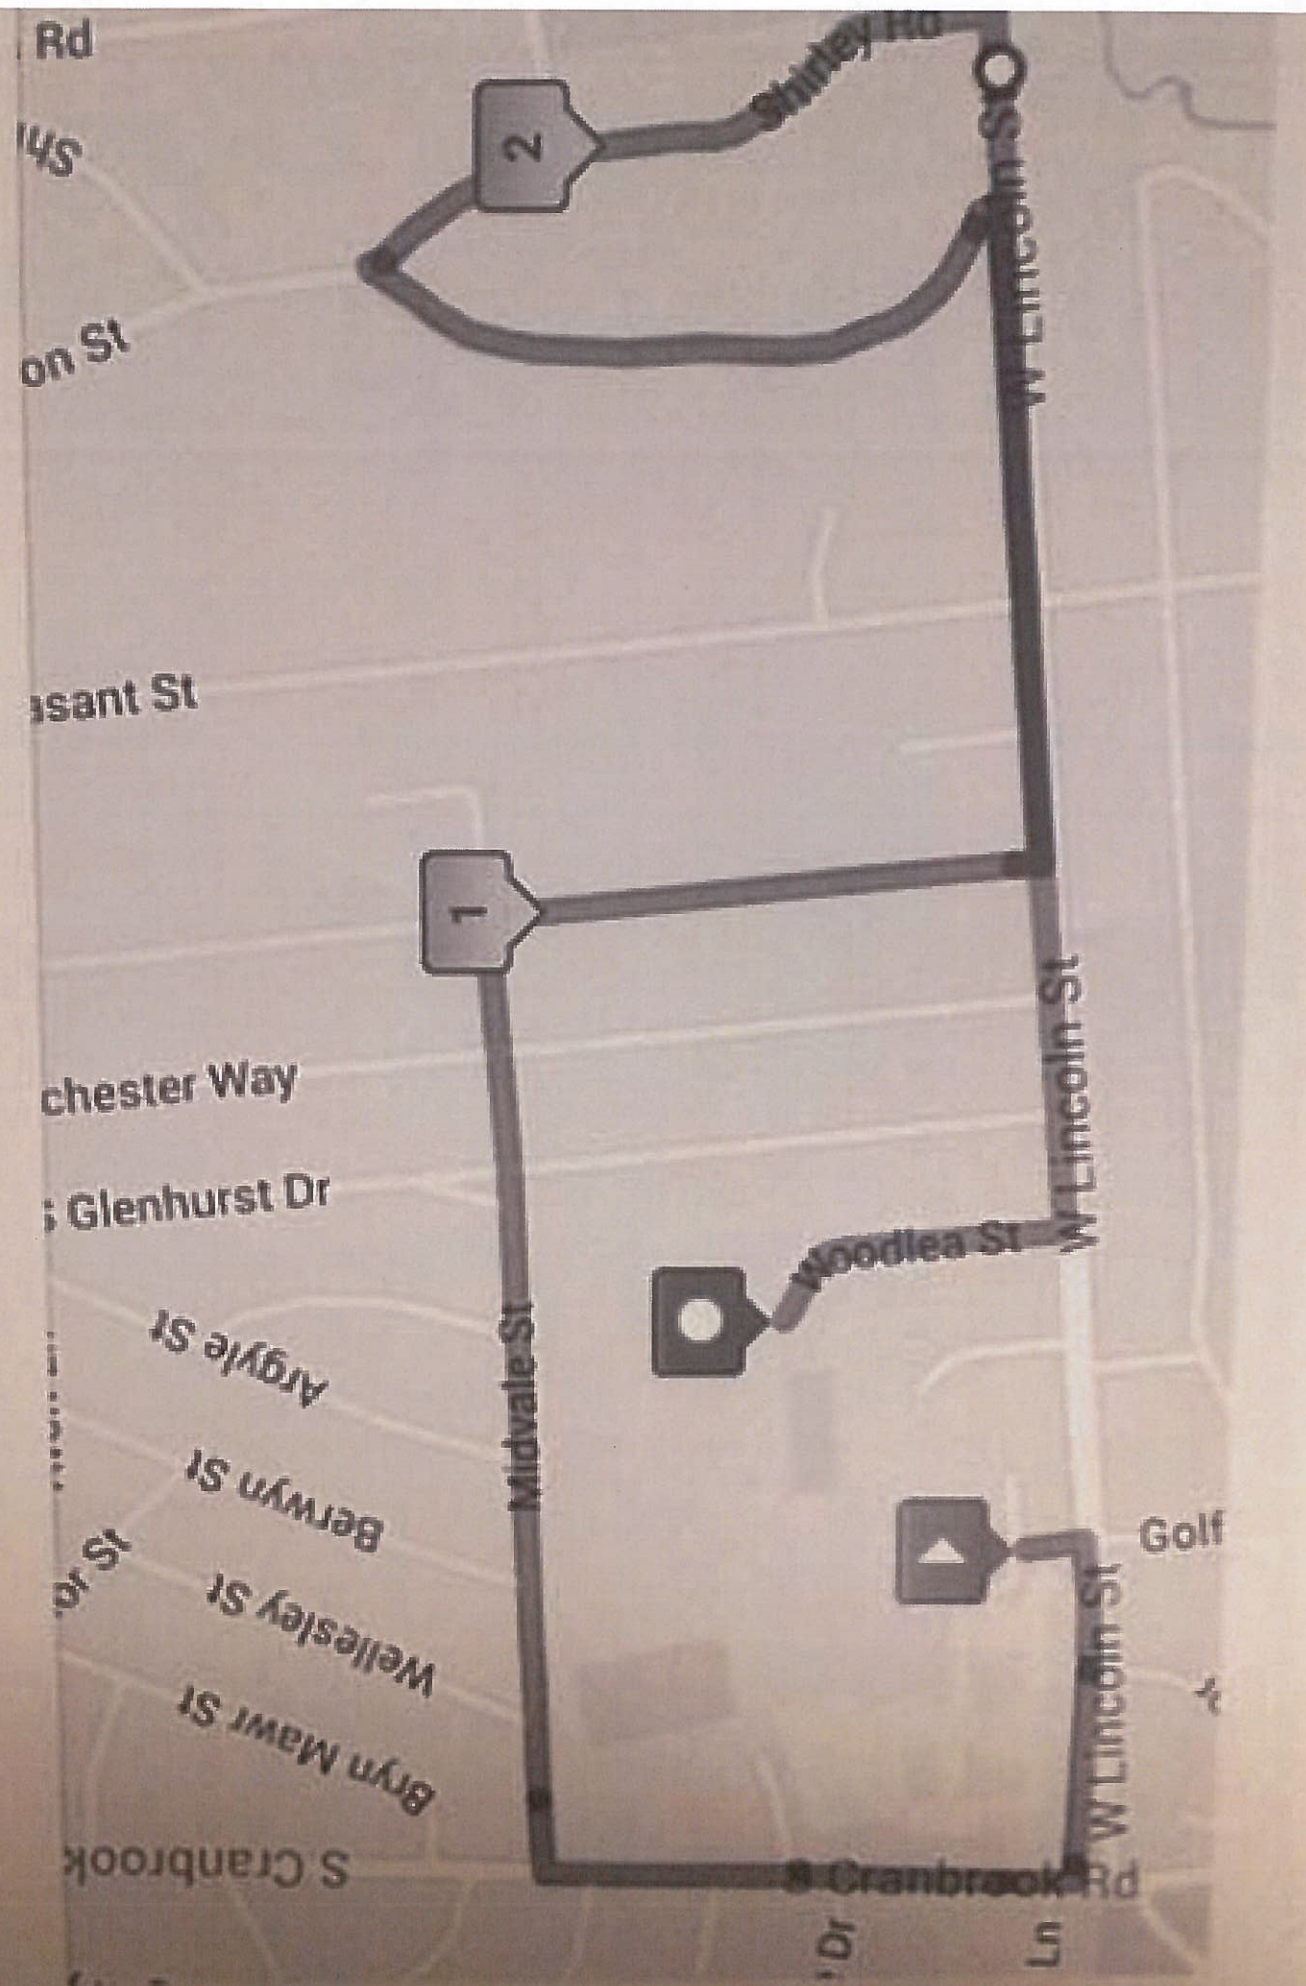 Rd
Shirley Rd
2
W Lincoln St
on St
asant St
1
chester Way
W Lincoln St
s Glenhurst Dr
Woodlea St
Argyle St
Midvale St
Berwyn St
Golf
Wellesley St
W Lincoln St
Bryn Mawr St
S Cranbrook
S Cranbrook Rd
Dr
Ln